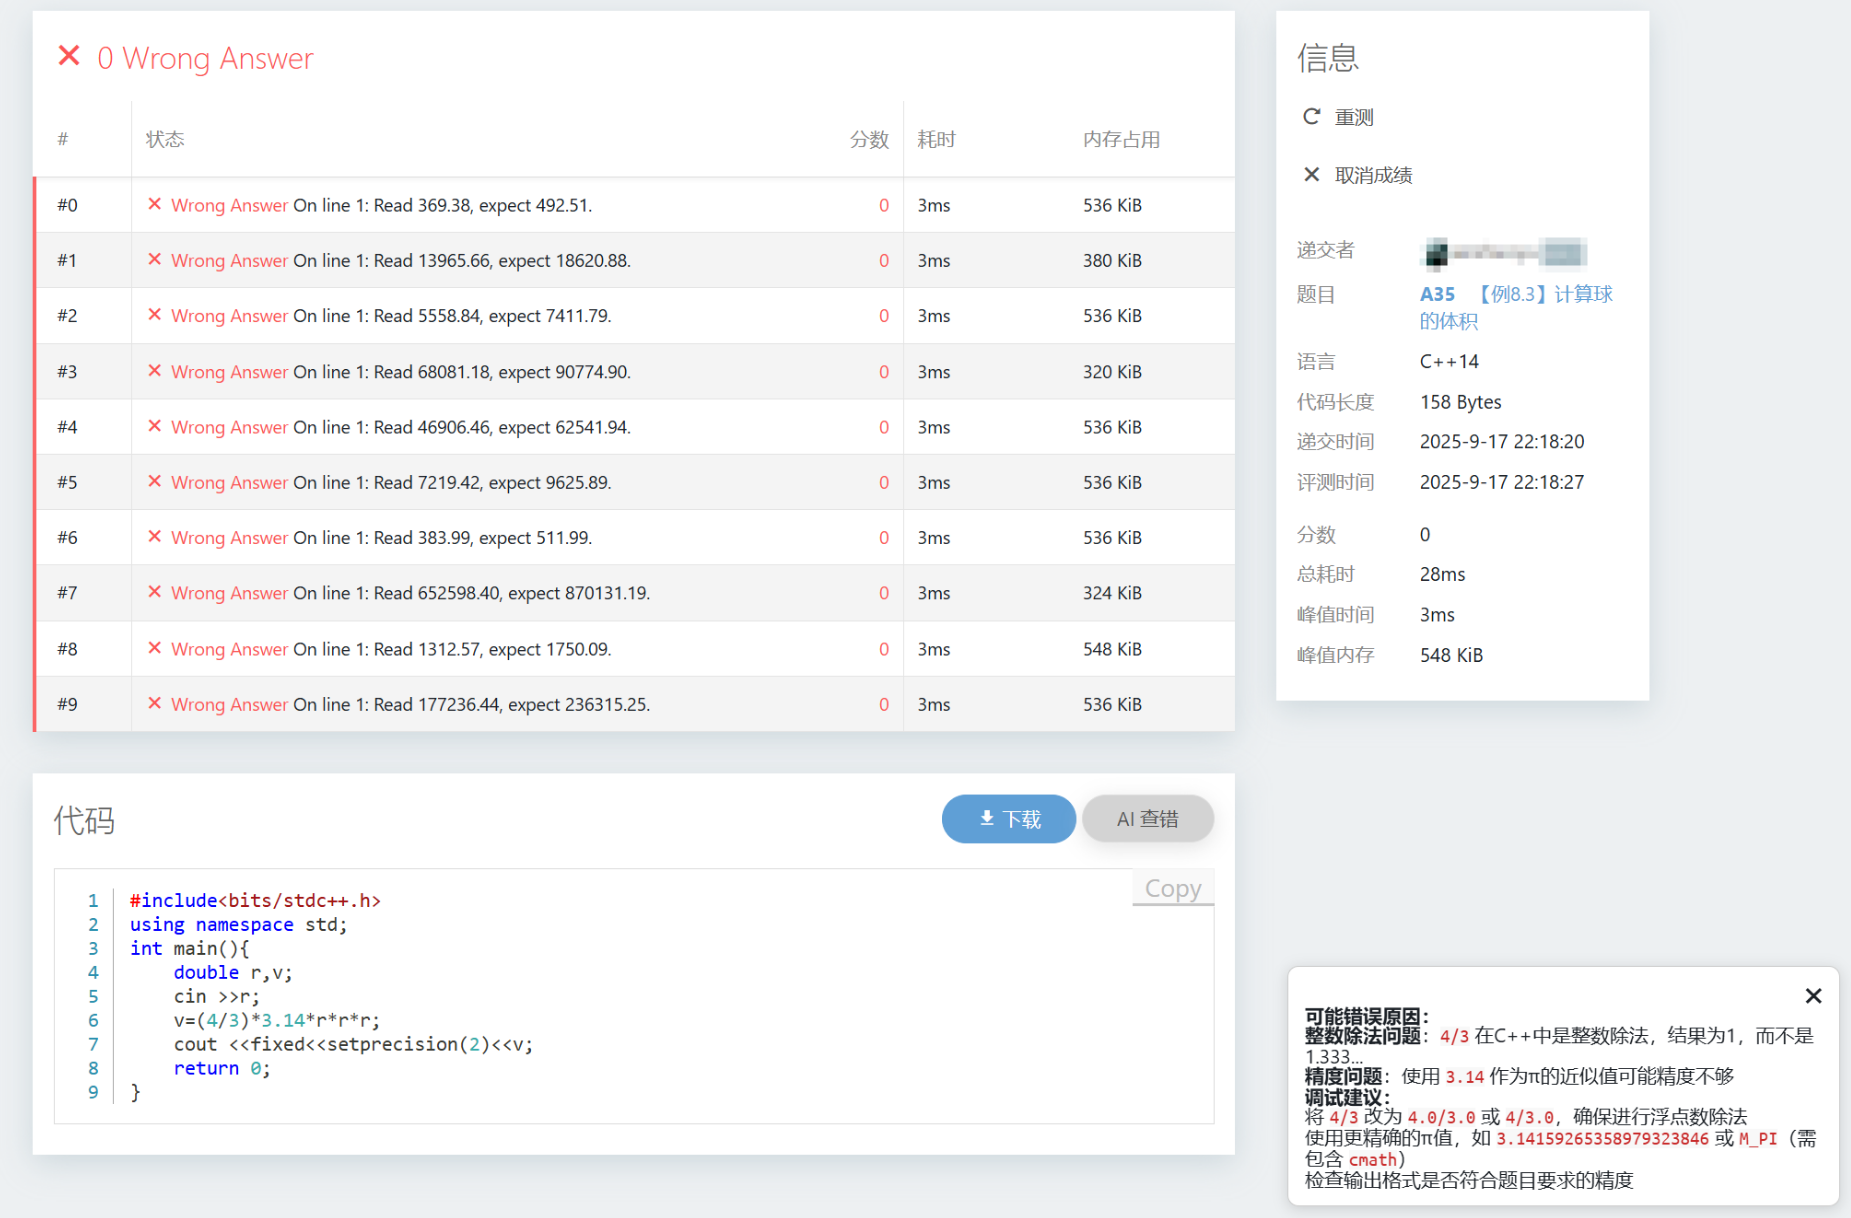 ✕ 0 Wrong Answer
# 状态 分数 耗时 内存占用
#0 ✕ Wrong Answer On line 1: Read 369.38, expect 492.51. 0 3ms 536 KiB
#1 ✕ Wrong Answer On line 1: Read 13965.66, expect 18620.88. 0 3ms 380 KiB
#2 ✕ Wrong Answer On line 1: Read 5558.84, expect 7411.79. 0 3ms 536 KiB
#3 ✕ Wrong Answer On line 1: Read 68081.18, expect 90774.90. 0 3ms 320 KiB
#4 ✕ Wrong Answer On line 1: Read 46906.46, expect 62541.94. 0 3ms 536 KiB
#5 ✕ Wrong Answer On line 1: Read 7219.42, expect 9625.89. 0 3ms 536 KiB
#6 ✕ Wrong Answer On line 1: Read 383.99, expect 511.99. 0 3ms 536 KiB
#7 ✕ Wrong Answer On line 1: Read 652598.40, expect 870131.19. 0 3ms 324 KiB
#8 ✕ Wrong Answer On line 1: Read 1312.57, expect 1750.09. 0 3ms 548 KiB
#9 ✕ Wrong Answer On line 1: Read 177236.44, expect 236315.25. 0 3ms 536 KiB
代码
下载
AI 查错
Copy
1 #include<bits/stdc++.h>
2 using namespace std;
3 int main(){
4     double r,v;
5     cin >>r;
6     v=(4/3)*3.14*r*r*r;
7     cout <<fixed<<setprecision(2)<<v;
8     return 0;
9 }
信息
重测
✕ 取消成绩
递交者
题目 A35 【例8.3】计算球
的体积
语言 C++14
代码长度 158 Bytes
递交时间 2025-9-17 22:18:20
评测时间 2025-9-17 22:18:27
分数 0
总耗时 28ms
峰值时间 3ms
峰值内存 548 KiB
✕
可能错误原因：
整数除法问题：4/3 在C++中是整数除法，结果为1，而不是
1.333...
精度问题：使用 3.14 作为π的近似值可能精度不够
调试建议：
将 4/3 改为 4.0/3.0 或 4/3.0，确保进行浮点数除法
使用更精确的π值，如 3.14159265358979323846 或 M_PI（需
包含 cmath）
检查输出格式是否符合题目要求的精度